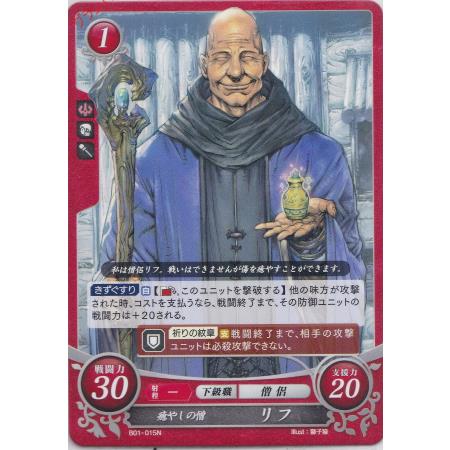 1
私は僧侶リフ。戦いはできませんが傷を癒やすことができます。
きずぐすり 自【，このユニットを撃破する】他の味方が攻撃
された時、コストを支払うなら、戦闘終了まで、その防御ユニットの
戦闘力は＋20される。
祈りの紋章 支 戦闘終了まで、相手の攻撃
ユニットは必殺攻撃できない。
戦闘力
30
射程 一 下級職 僧侶
支援力
20
癒やしの僧 リフ
B01-015N
Illust：獅子猿